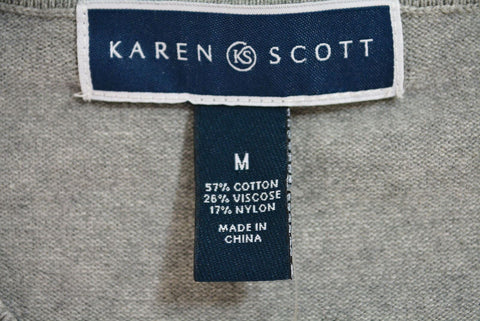 KAREN KS SCOTT
M
57% COTTON
26% VISCOSE
17% NYLON
MADE IN
CHINA